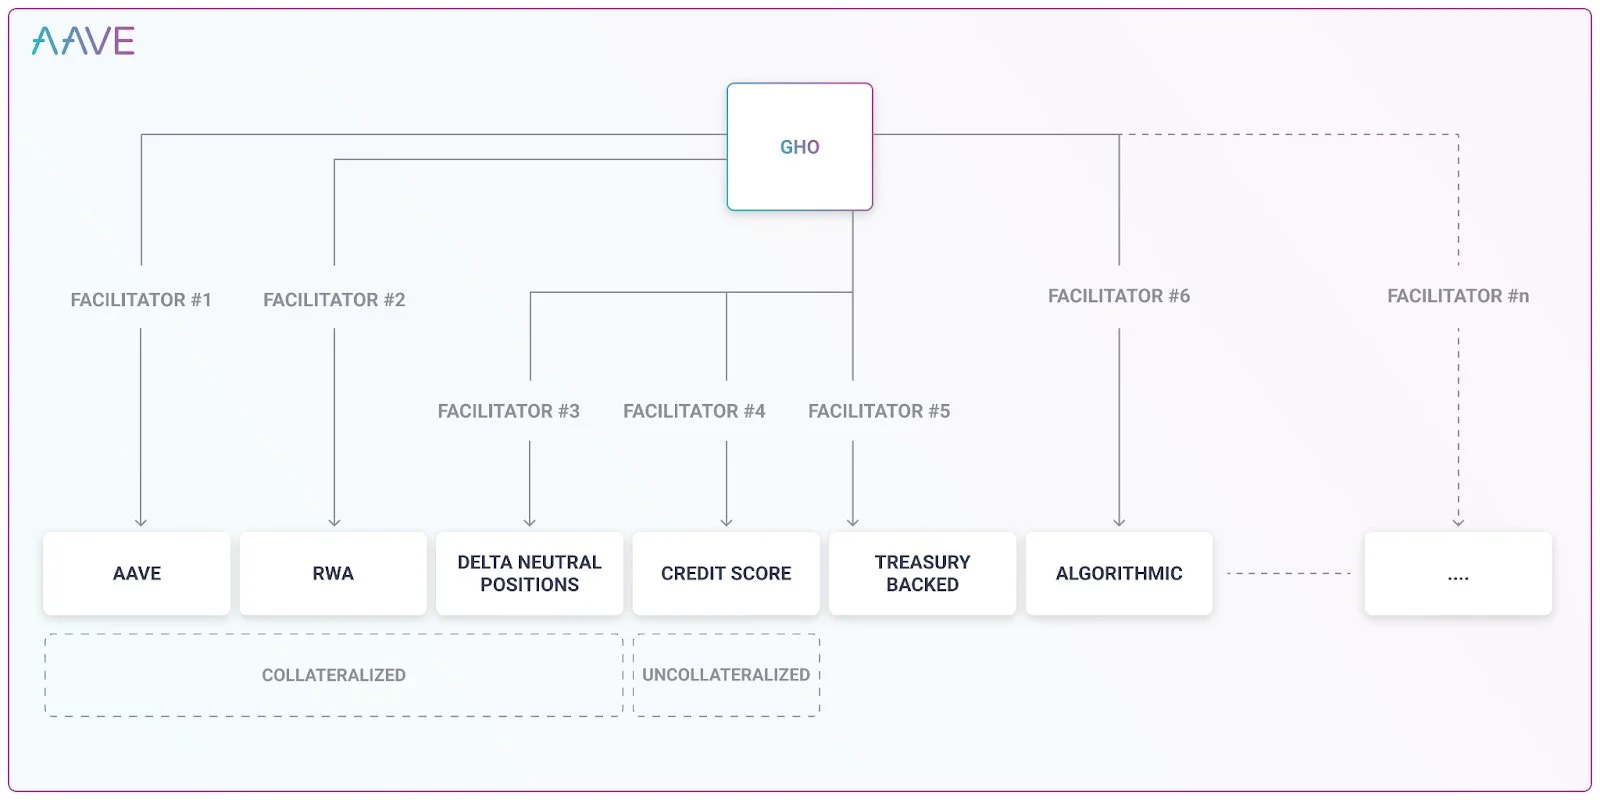 AAVE
GHO
FACILITATOR #1
FACILITATOR #2
FACILITATOR #6
FACILITATOR #n
FACILITATOR #3
FACILITATOR #4
FACILITATOR #5
AAVE
RWA
DELTA NEUTRAL
POSITIONS
CREDIT SCORE
TREASURY
BACKED
ALGORITHMIC
....
COLLATERALIZED
UNCOLLATERALIZED